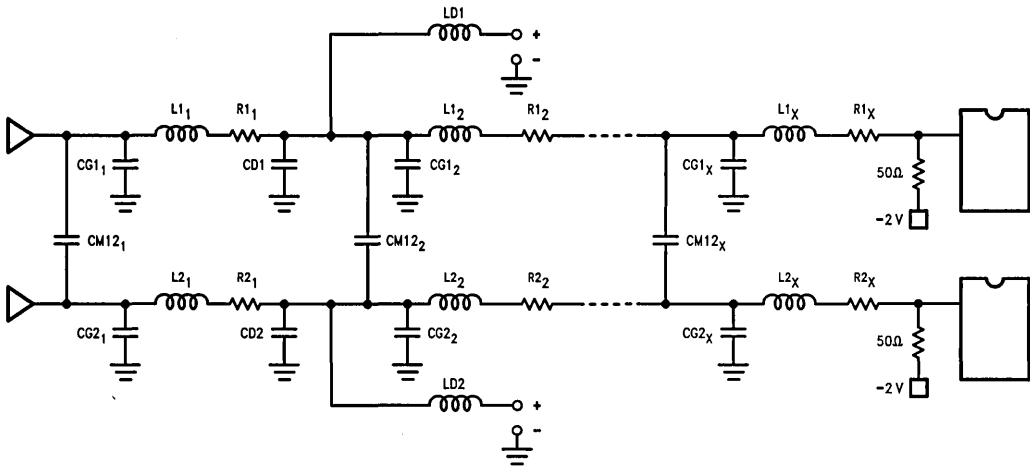 LD1
+
-
L1₁ R1₁ L1₂ R1₂ L1X R1X
CG1₁ CD1 CG1₂ CG1X 50Ω
-2 V
CM12₁ CM12₂ CM12X
L2₁ R2₁ L2₂ R2₂ L2X R2X
CG2₁ CD2 CG2₂ CG2X 50Ω
-2 V
LD2
+
-